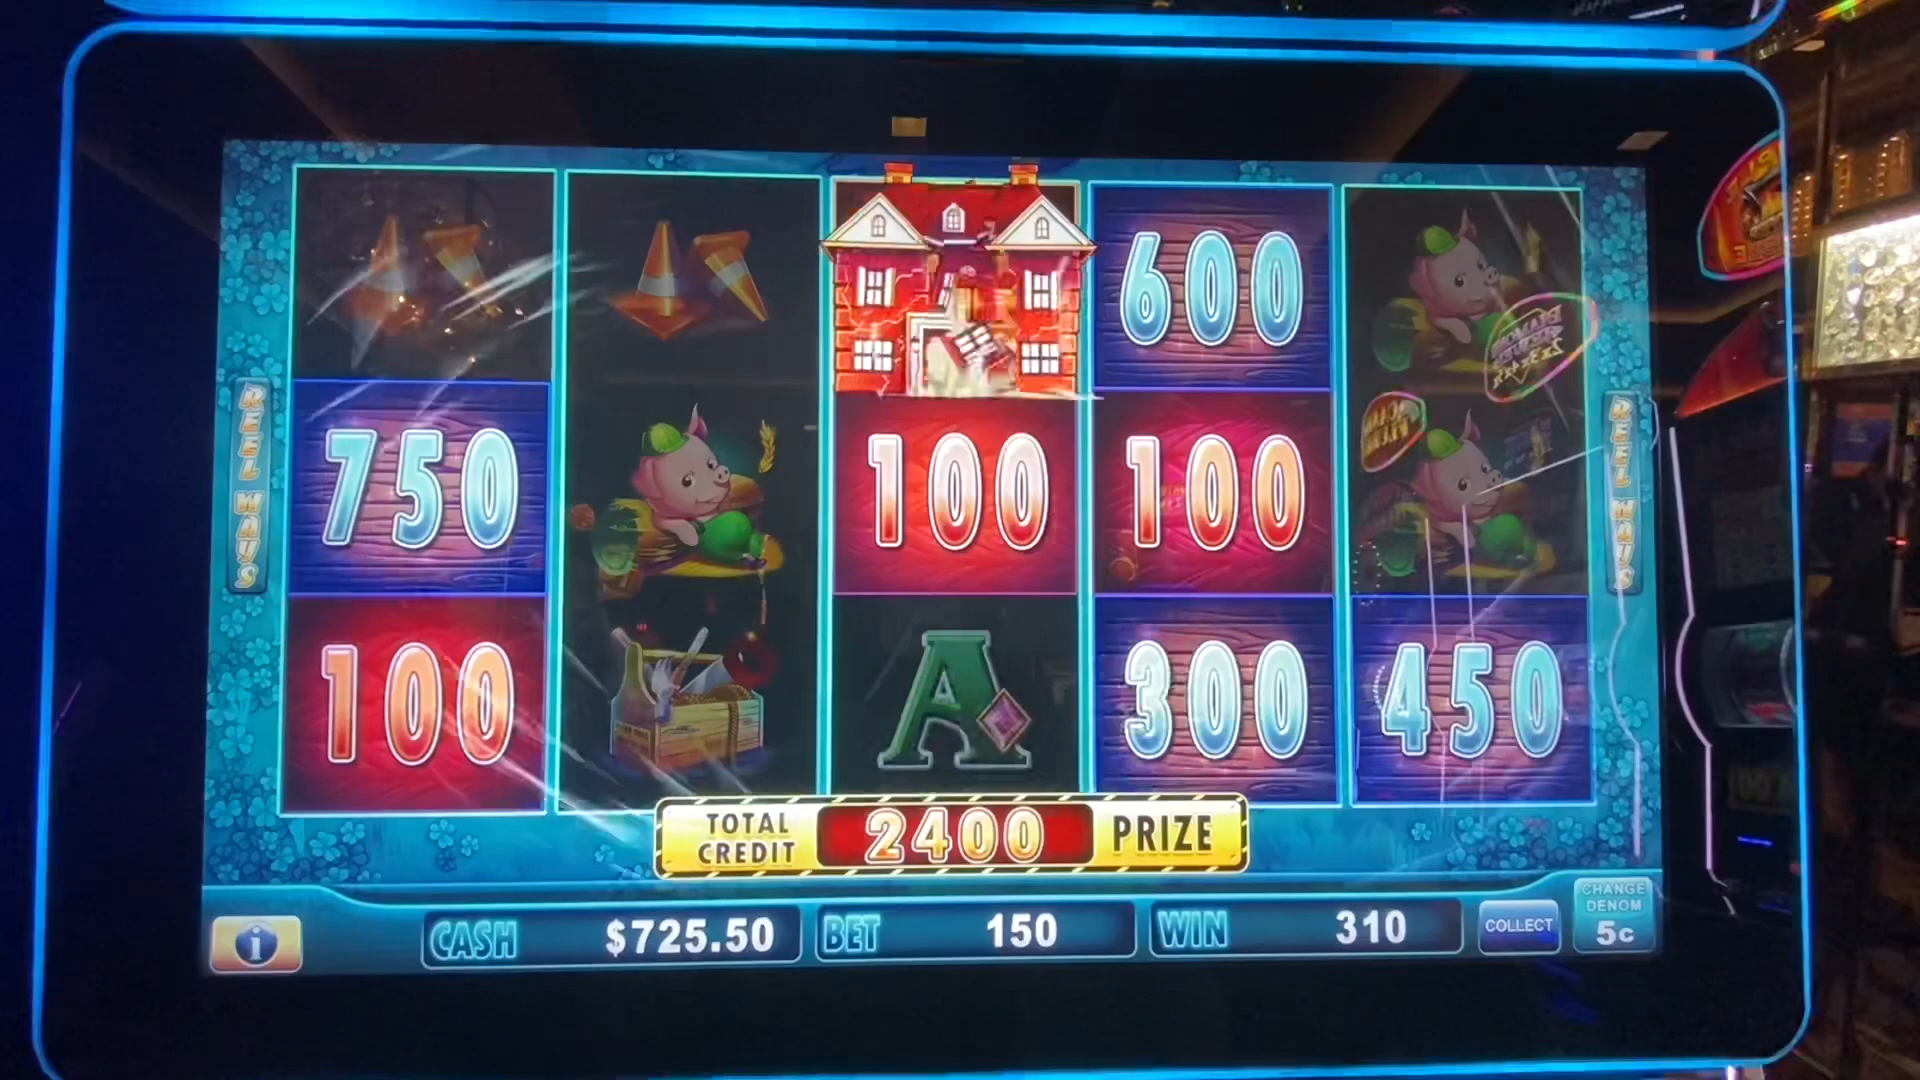 600
REEL WAYS
750
100
100
REEL WAYS
100
300
450
TOTAL CREDIT
2400
PRIZE
CASH $725.50
BET 150
WIN 310
COLLECT
CHANGE DENOM
5¢